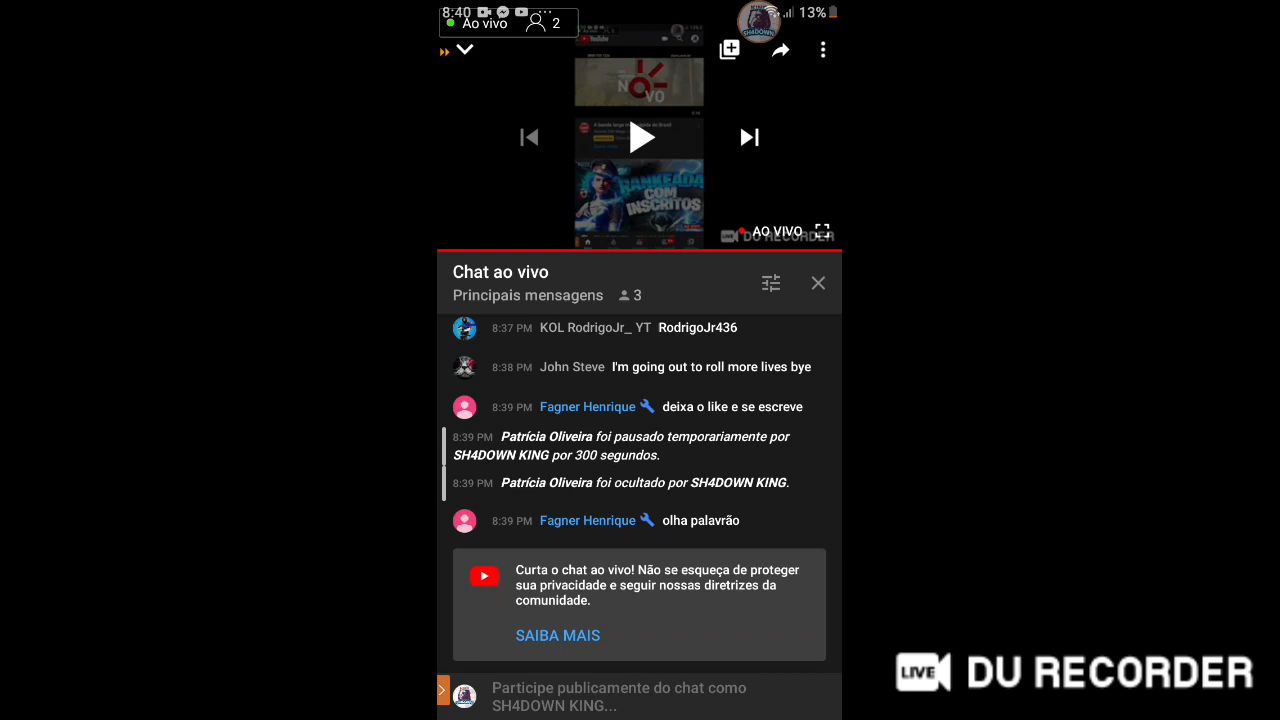 8:40
13%
Ao vivo 2
SH4DOWN
YouTube
NOVO
RANKEADA
COM
INSCRITOS
AO VIVO
DU RECORDER
Chat ao vivo
Principais mensagens 3
8:37 PM KOL RodrigoJr_ YT RodrigoJr436
8:38 PM John Steve I'm going out to roll more lives bye
8:39 PM Fagner Henrique deixa o like e se escreve
8:39 PM Patrícia Oliveira foi pausado temporariamente por
SH4DOWN KING por 300 segundos.
8:39 PM Patrícia Oliveira foi ocultado por SH4DOWN KING.
8:39 PM Fagner Henrique olha palavrão
Curta o chat ao vivo! Não se esqueça de proteger
sua privacidade e seguir nossas diretrizes da
comunidade.
SAIBA MAIS
Participe publicamente do chat como
SH4DOWN KING...
LIVE DU RECORDER